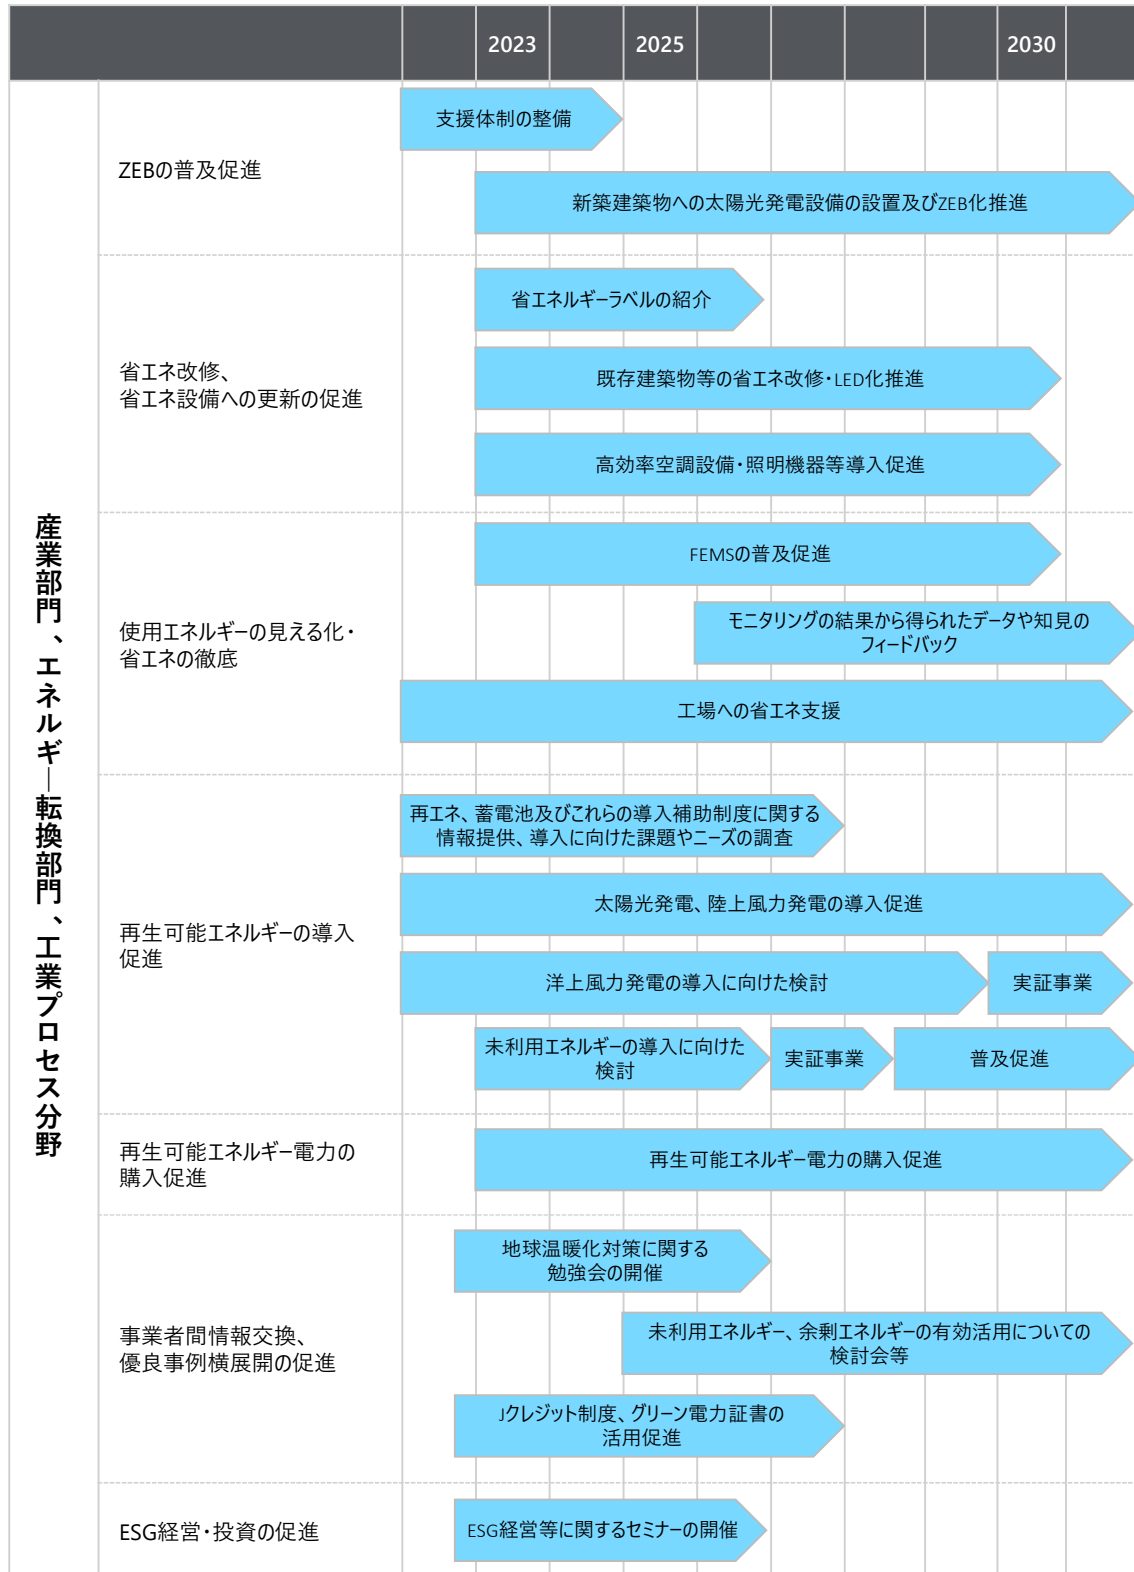 2023
2025
2030
産業部門、エネルギー転換部門、工業プロセス分野
ZEBの普及促進
支援体制の整備
新築建築物への太陽光発電設備の設置及びZEB化推進
省エネ改修、
省エネ設備への更新の促進
省エネルギーラベルの紹介
既存建築物等の省エネ改修・LED化推進
高効率空調設備・照明機器等導入促進
使用エネルギーの見える化・
省エネの徹底
FEMSの普及促進
モニタリングの結果から得られたデータや知見の
フィードバック
工場への省エネ支援
再生可能エネルギーの導入
促進
再エネ、蓄電池及びこれらの導入補助制度に関する
情報提供、導入に向けた課題やニーズの調査
太陽光発電、陸上風力発電の導入促進
洋上風力発電の導入に向けた検討
実証事業
未利用エネルギーの導入に向けた
検討
実証事業
普及促進
再生可能エネルギー電力の
購入促進
再生可能エネルギー電力の購入促進
事業者間情報交換、
優良事例横展開の促進
地球温暖化対策に関する
勉強会の開催
未利用エネルギー、余剰エネルギーの有効活用についての
検討会等
Jクレジット制度、グリーン電力証書の
活用促進
ESG経営・投資の促進
ESG経営等に関するセミナーの開催